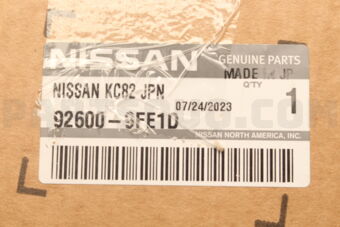 NISSAN GENUINE PARTS
MADE IN JP
NISSAN KC82 JPN
Q'TY
07/24/2023
1
92600-3FE1D
NISSAN NORTH AMERICA, INC.